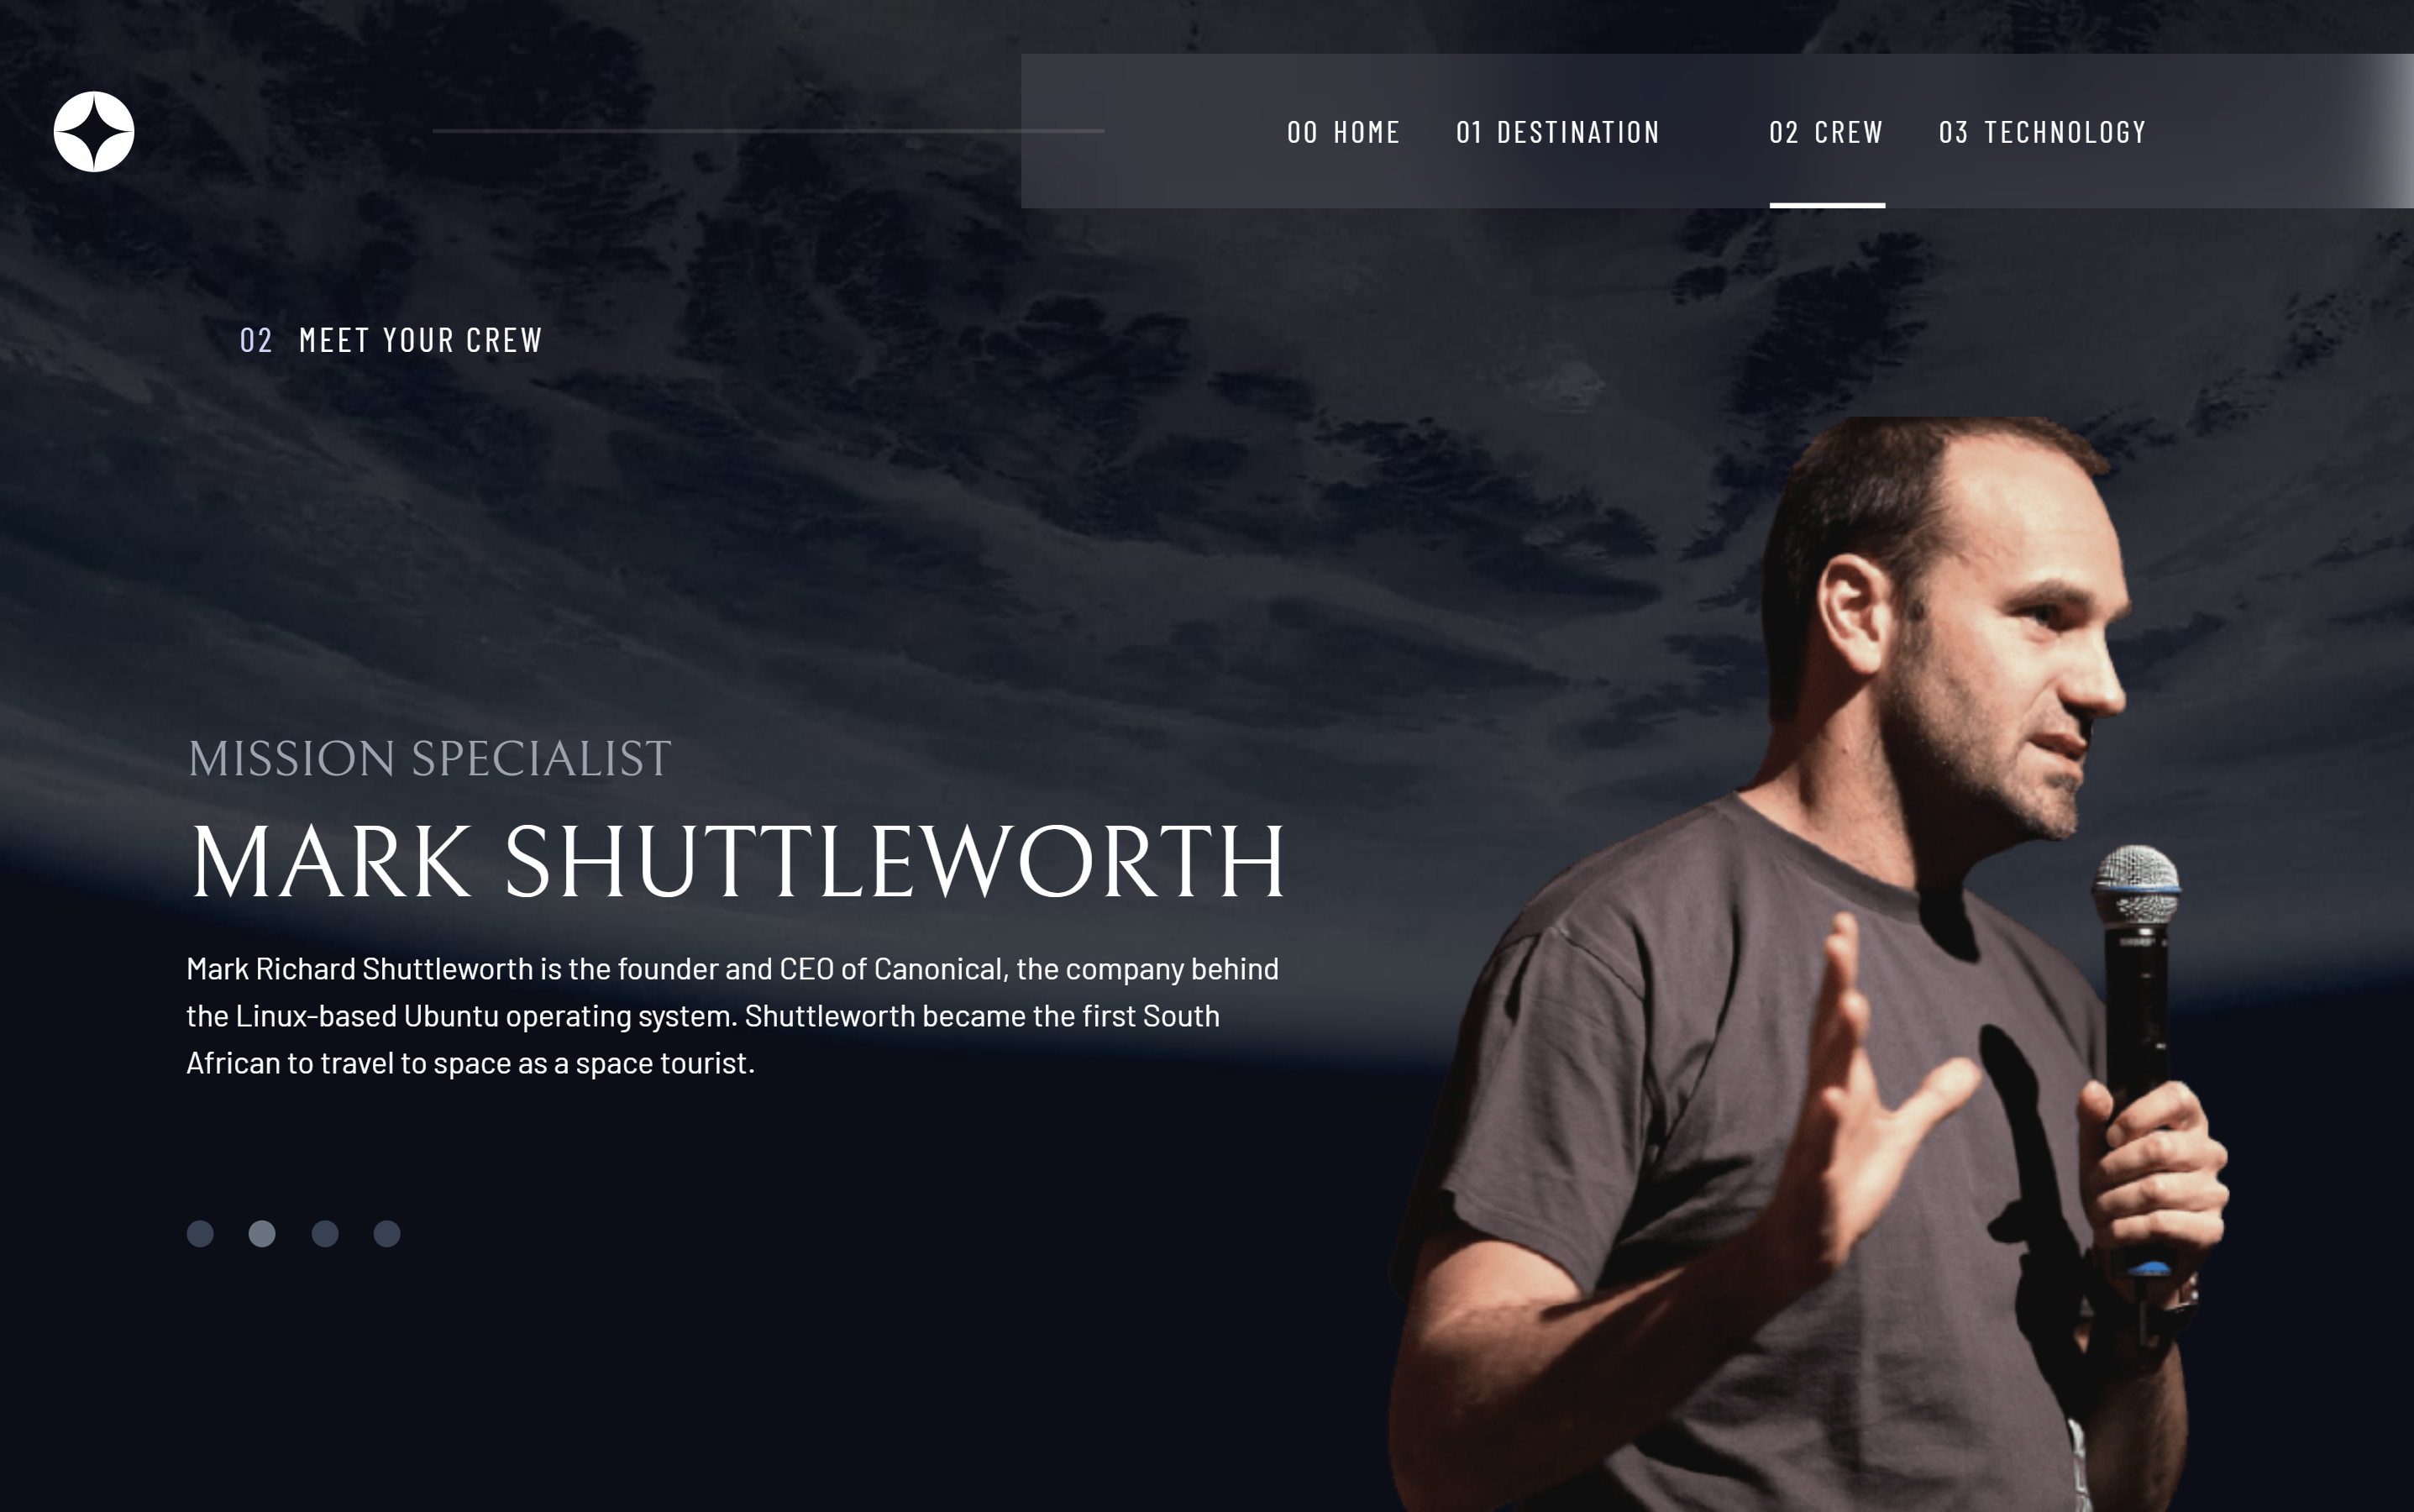 00 HOME 01 DESTINATION 02 CREW 03 TECHNOLOGY
02 MEET YOUR CREW
MISSION SPECIALIST
MARK SHUTTLEWORTH
Mark Richard Shuttleworth is the founder and CEO of Canonical, the company behind
the Linux-based Ubuntu operating system. Shuttleworth became the first South
African to travel to space as a space tourist.